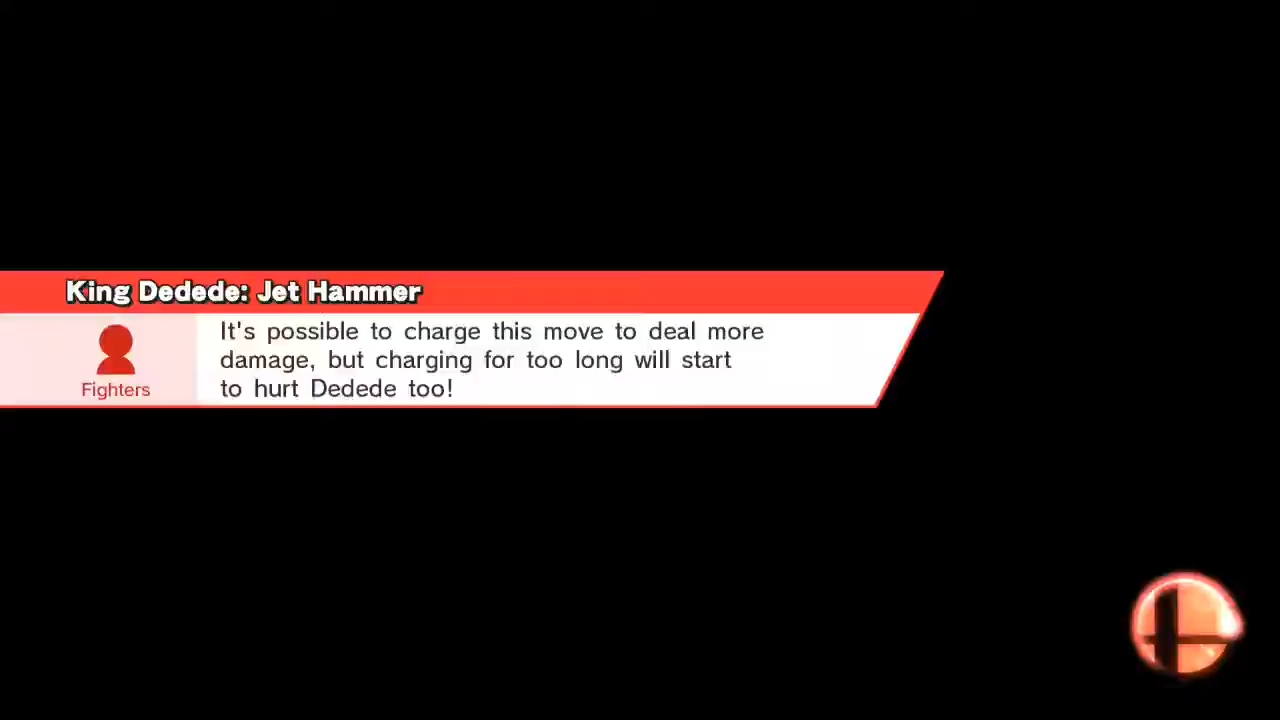 King Dedede: Jet Hammer
It's possible to charge this move to deal more
damage, but charging for too long will start
to hurt Dedede too!
Fighters